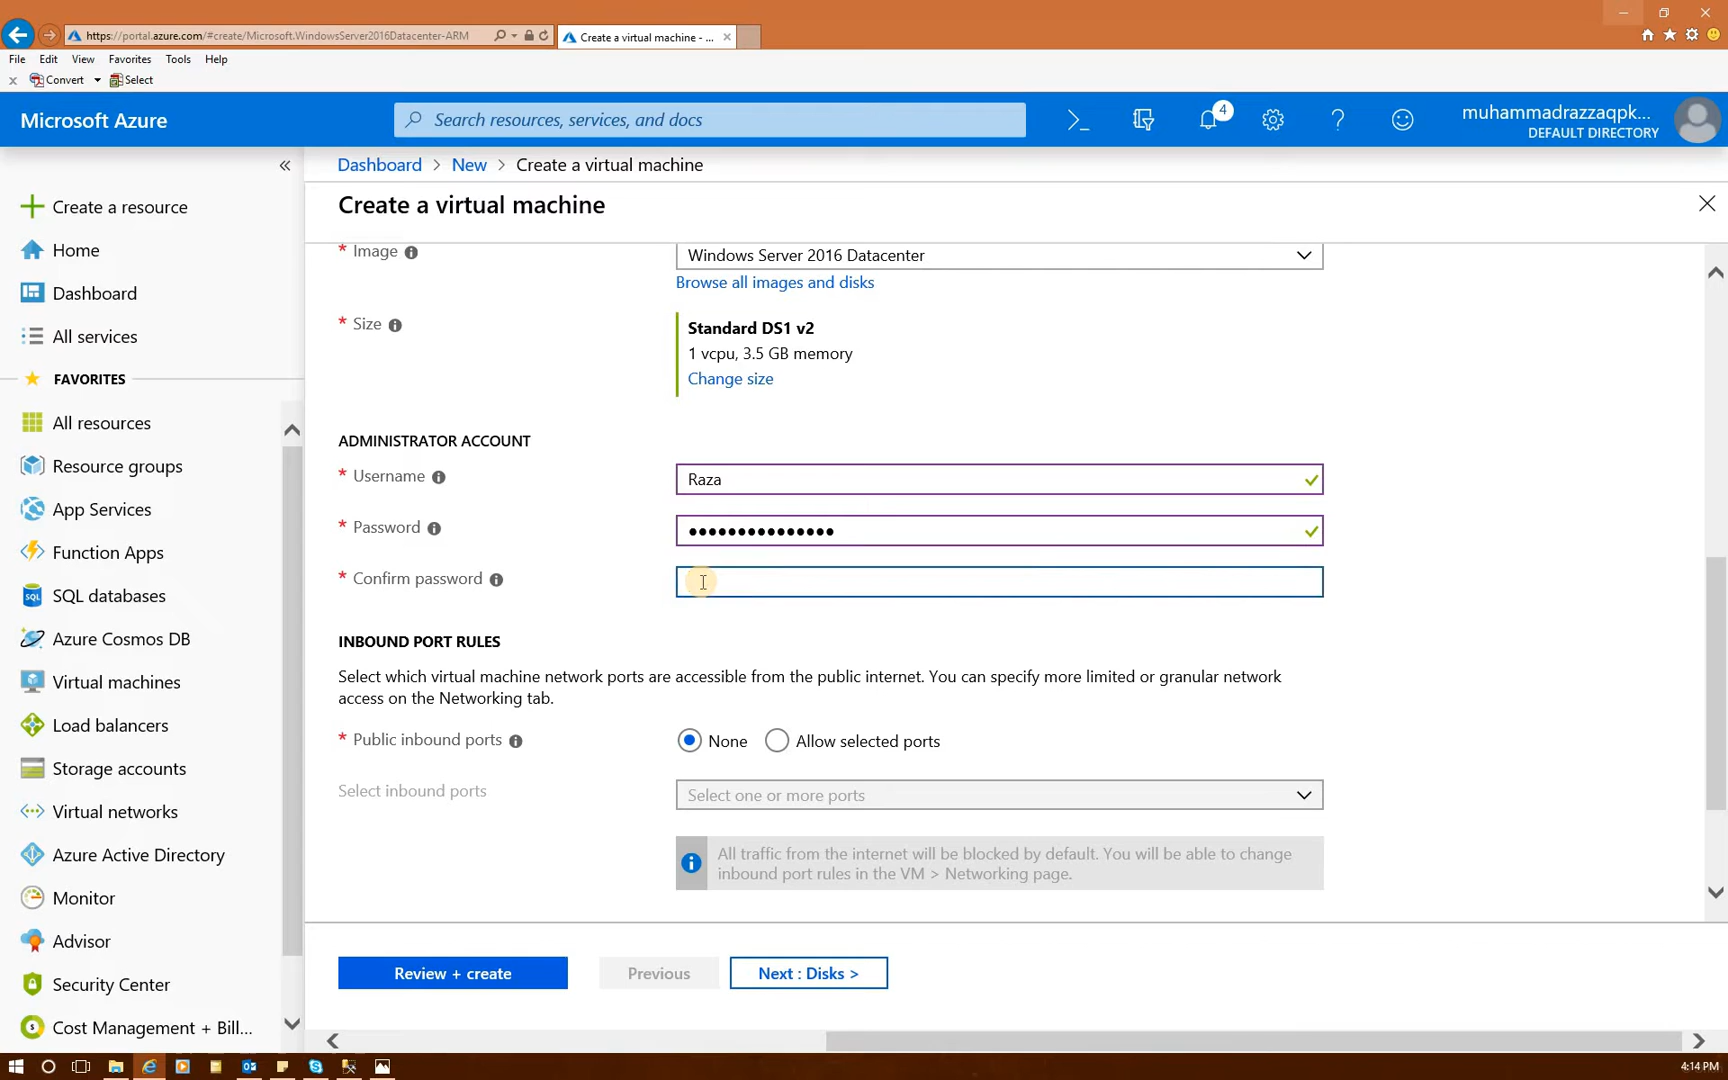 https://portal.azure.com/#create/Microsoft.WindowsServer2016Datacenter-ARM
Create a virtual machine - ...
File Edit View Favorites Tools Help
Convert Select
Microsoft Azure
Search resources, services, and docs
4
muhammadrazzaqpk...
DEFAULT DIRECTORY
Dashboard > New > Create a virtual machine
Create a virtual machine
Create a resource
Home
Dashboard
All services
FAVORITES
All resources
Resource groups
App Services
Function Apps
SQL databases
Azure Cosmos DB
Virtual machines
Load balancers
Storage accounts
Virtual networks
Azure Active Directory
Monitor
Advisor
Security Center
Cost Management + Bill...
* Image
Windows Server 2016 Datacenter
Browse all images and disks
* Size
Standard DS1 v2
1 vcpu, 3.5 GB memory
Change size
ADMINISTRATOR ACCOUNT
* Username
Raza
* Password
•••••••••••••••
* Confirm password
INBOUND PORT RULES
Select which virtual machine network ports are accessible from the public internet. You can specify more limited or granular network
access on the Networking tab.
* Public inbound ports
None Allow selected ports
Select inbound ports
Select one or more ports
All traffic from the internet will be blocked by default. You will be able to change
inbound port rules in the VM > Networking page.
Review + create
Previous
Next : Disks >
4:14 PM